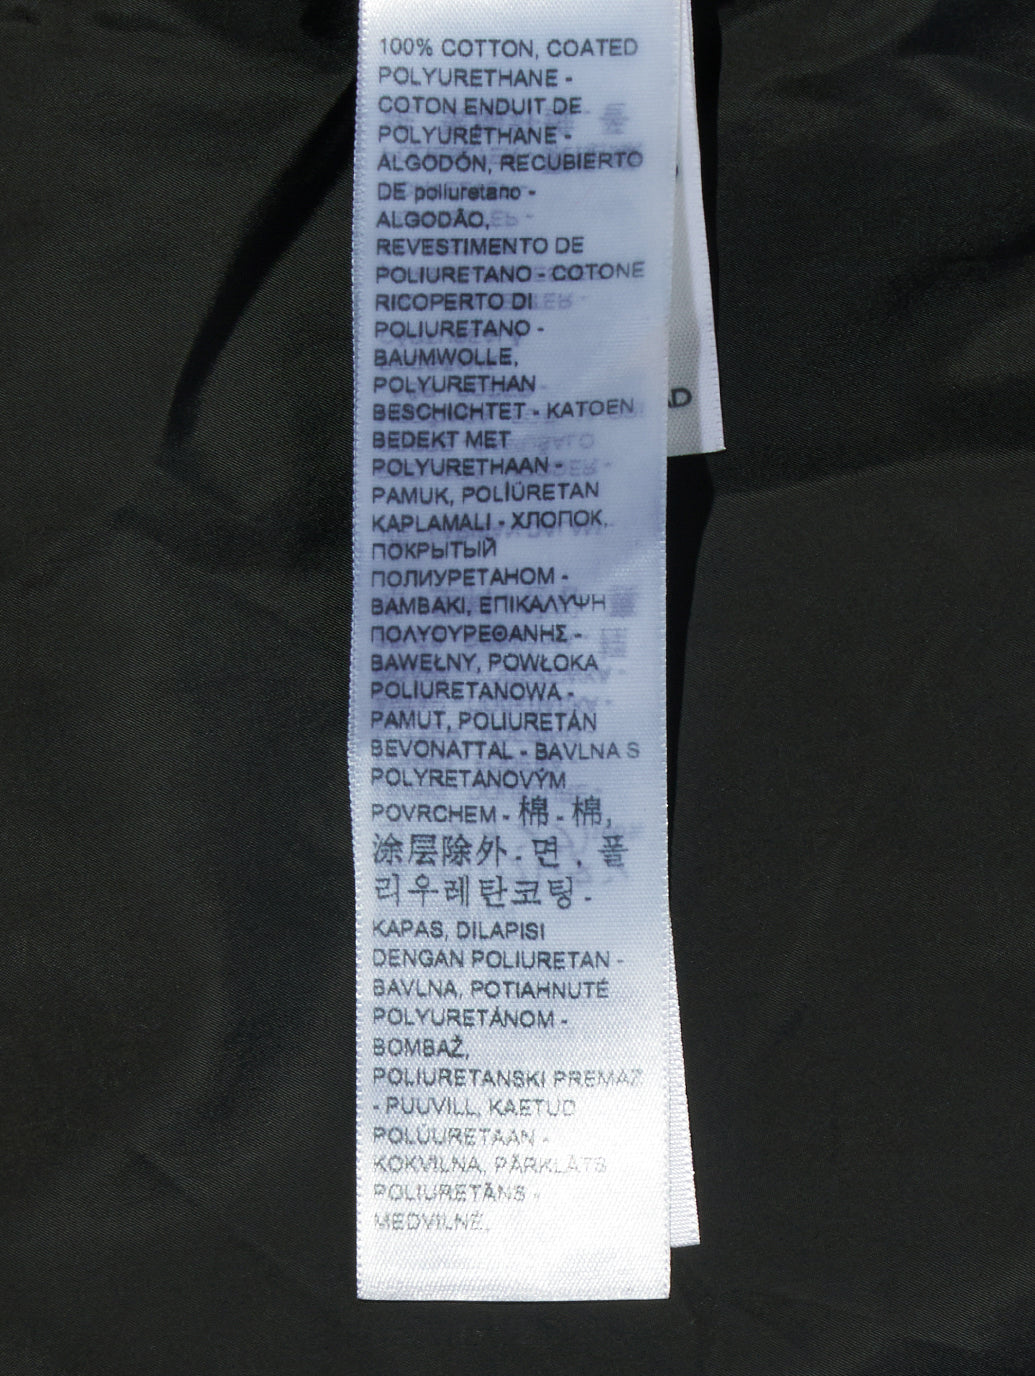 100% COTTON, COATED
POLYURETHANE -
COTON ENDUIT DE
POLYURÉTHANE -
ALGODÓN, RECUBIERTO
DE poliuretano -
ALGODÃO,
REVESTIMENTO DE
POLIURETANO - COTONE
RICOPERTO DI
POLIURETANO -
BAUMWOLLE,
POLYURETHAN
BESCHICHTET - KATOEN
BEDEKT MET
POLYURETHAAN -
PAMUK, POLİÜRETAN
KAPLAMALI - ХЛОПОК,
ПОКРЫТЫЙ
ПОЛИУРЕТАНОМ -
ΒΑΜΒΑΚΙ, ΕΠΙΚΑΛΥΨΗ
ΠΟΛΥΟΥΡΕΘΑΝΗΣ -
BAWEŁNY, POWŁOKA
POLIURETANOWA -
PAMUT, POLIURETÁN
BEVONATTAL - BAVLNA S
POLYRETANOVÝM
POVRCHEM - 棉 - 棉,
涂层除外 - 면 , 폴
리우레탄코팅 -
KAPAS, DILAPISI
DENGAN POLIURETAN -
BAVLNA, POTIAHNUTÉ
POLYURETÁNOM -
BOMBAŽ,
POLIURETANSKI PREMAZ
- PUUVILL, KAETUD
POLÜURETAAN -
KOKVILNA, PĀRKLĀTS
POLIURETĀNS -
MEDVILNĖ,
AD